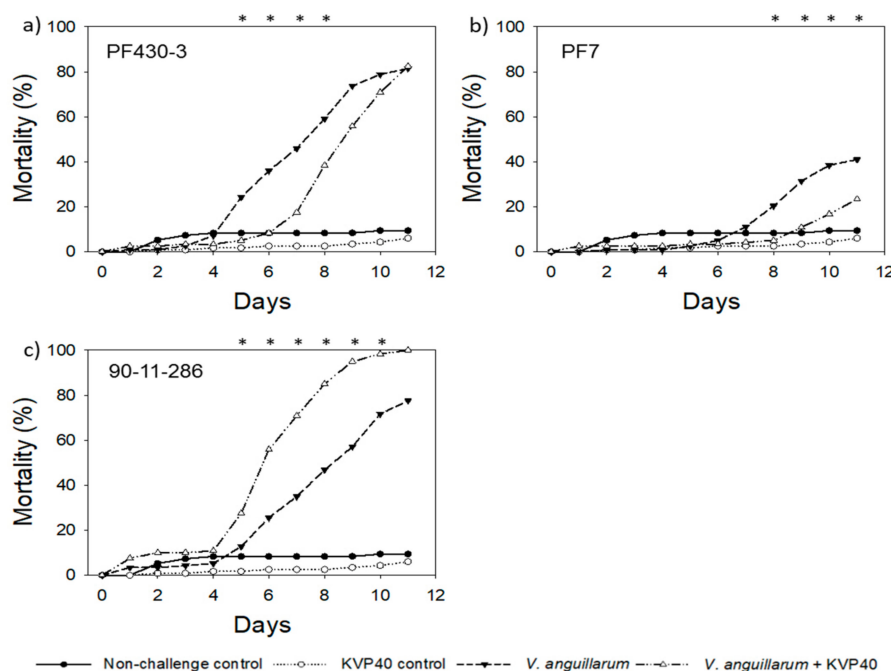 a) * * * *
100
PF430-3
80
60
40
20
0
Mortality (%)
0 2 4 6 8 10 12
Days
b) * * * *
100
PF7
80
60
40
20
0
Mortality (%)
0 2 4 6 8 10 12
Days
c) * * * * * *
100
90-11-286
80
60
40
20
0
Mortality (%)
0 2 4 6 8 10 12
Days
Non-challenge control KVP40 control V. anguillarum V. anguillarum + KVP40